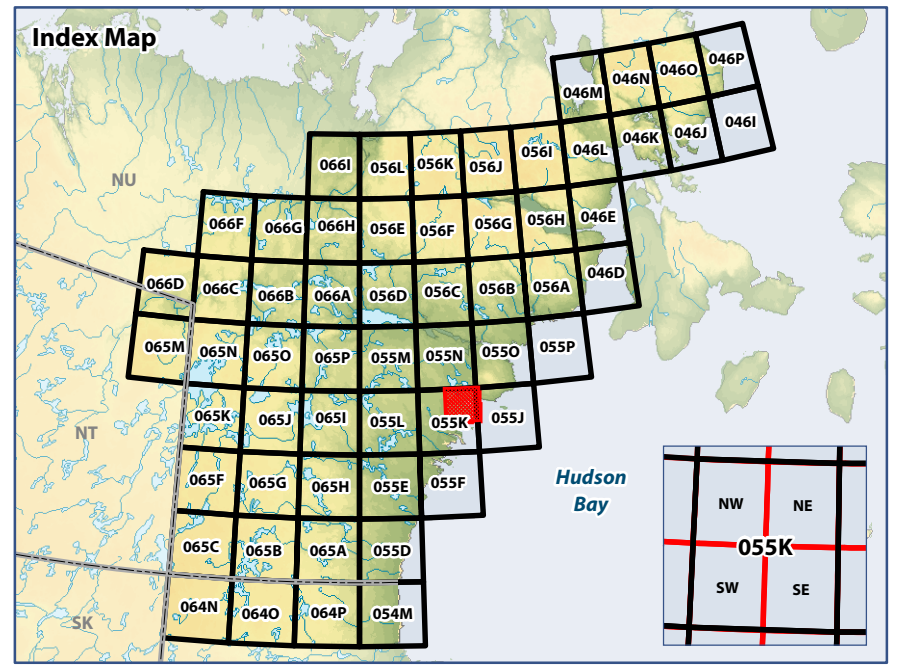 Index Map
046M 046N 046O 046P
066I 056L 056K 056J 056I 046L 046K 046J 046I
NU
066F 066G 066H 056E 056F 056G 056H 046E
066D 066C 066B 066A 056D 056C 056B 056A 046D
065M 065N 065O 065P 055M 055N 055O 055P
065K 065J 065I 055L 055K 055J
NT
065F 065G 065H 055E 055F
Hudson
Bay
065C 065B 065A 055D
064N 064O 064P 054M
SK
NW NE
055K
SW SE